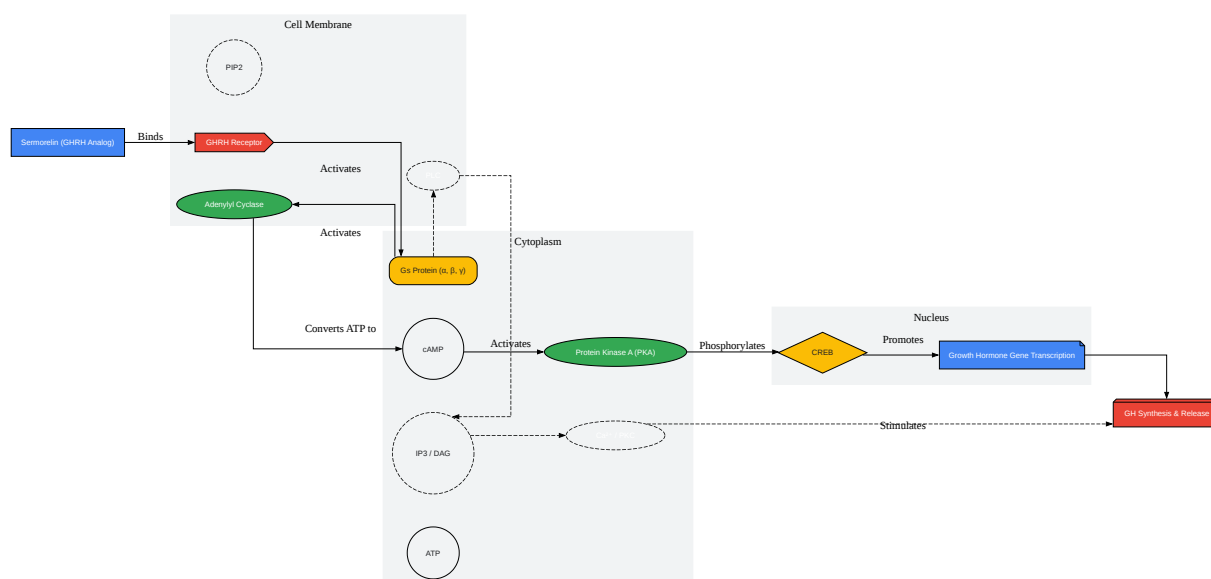 Cell Membrane
PIP2
Sermorelin (GHRH Analog)
Binds
GHRH Receptor
Activates
PLC
Adenylyl Cyclase
Activates
Cytoplasm
Gs Protein (α, β, γ)
Converts ATP to
cAMP
Activates
Protein Kinase A (PKA)
Phosphorylates
Nucleus
CREB
Promotes
Growth Hormone Gene Transcription
GH Synthesis & Release
Stimulates
IP3 / DAG
ATP